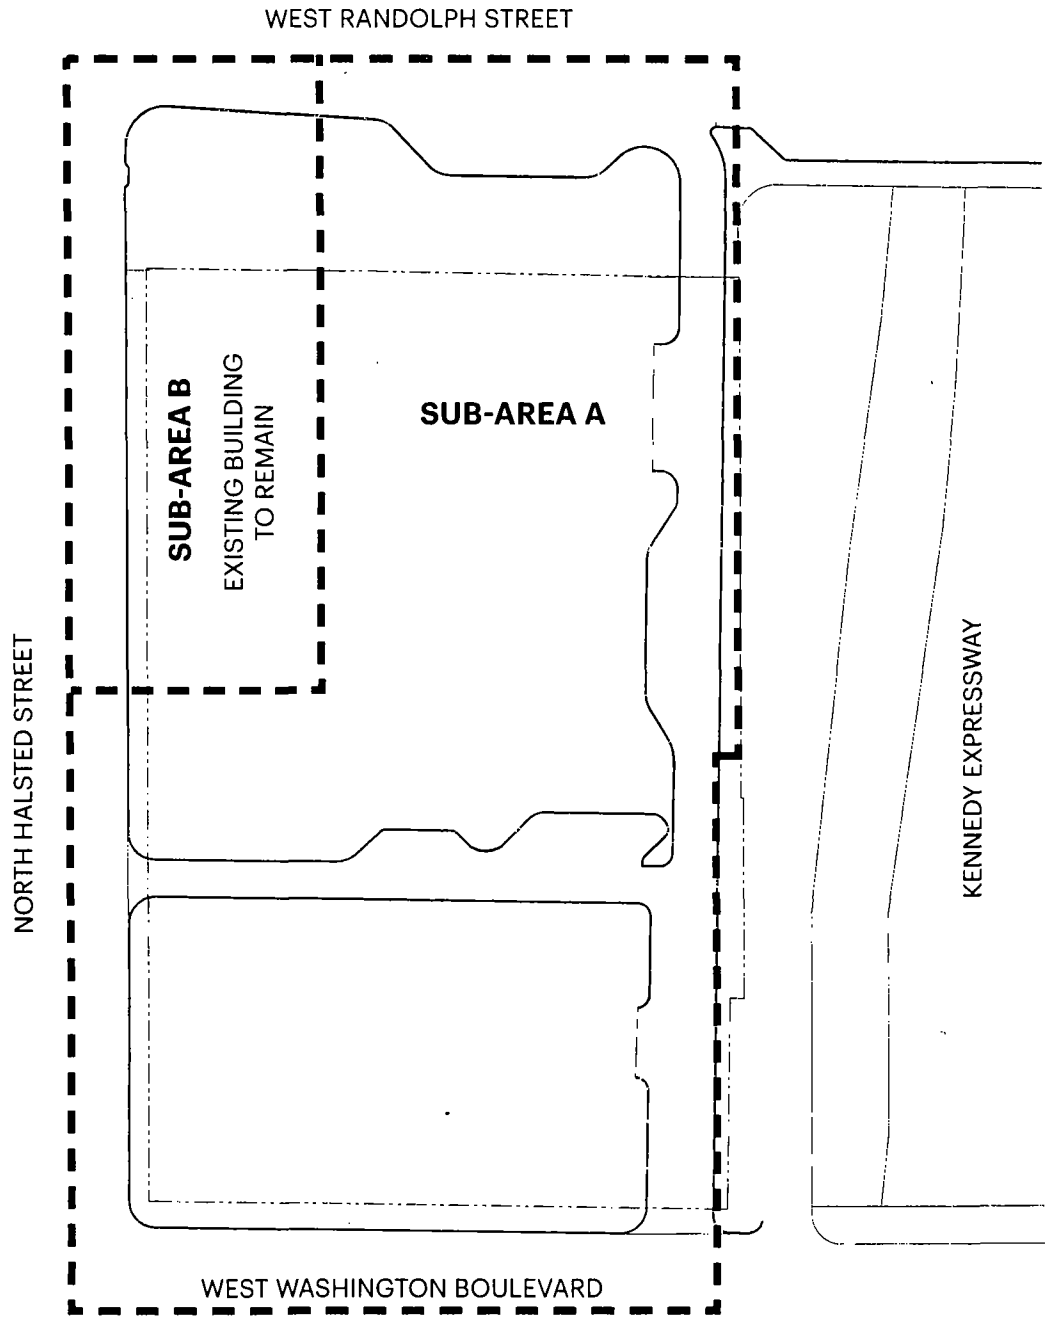 WEST RANDOLPH STREET
SUB-AREA B
EXISTING BUILDING
TO REMAIN
SUB-AREA A
NORTH HALSTED STREET
KENNEDY EXPRESSWAY
WEST WASHINGTON BOULEVARD